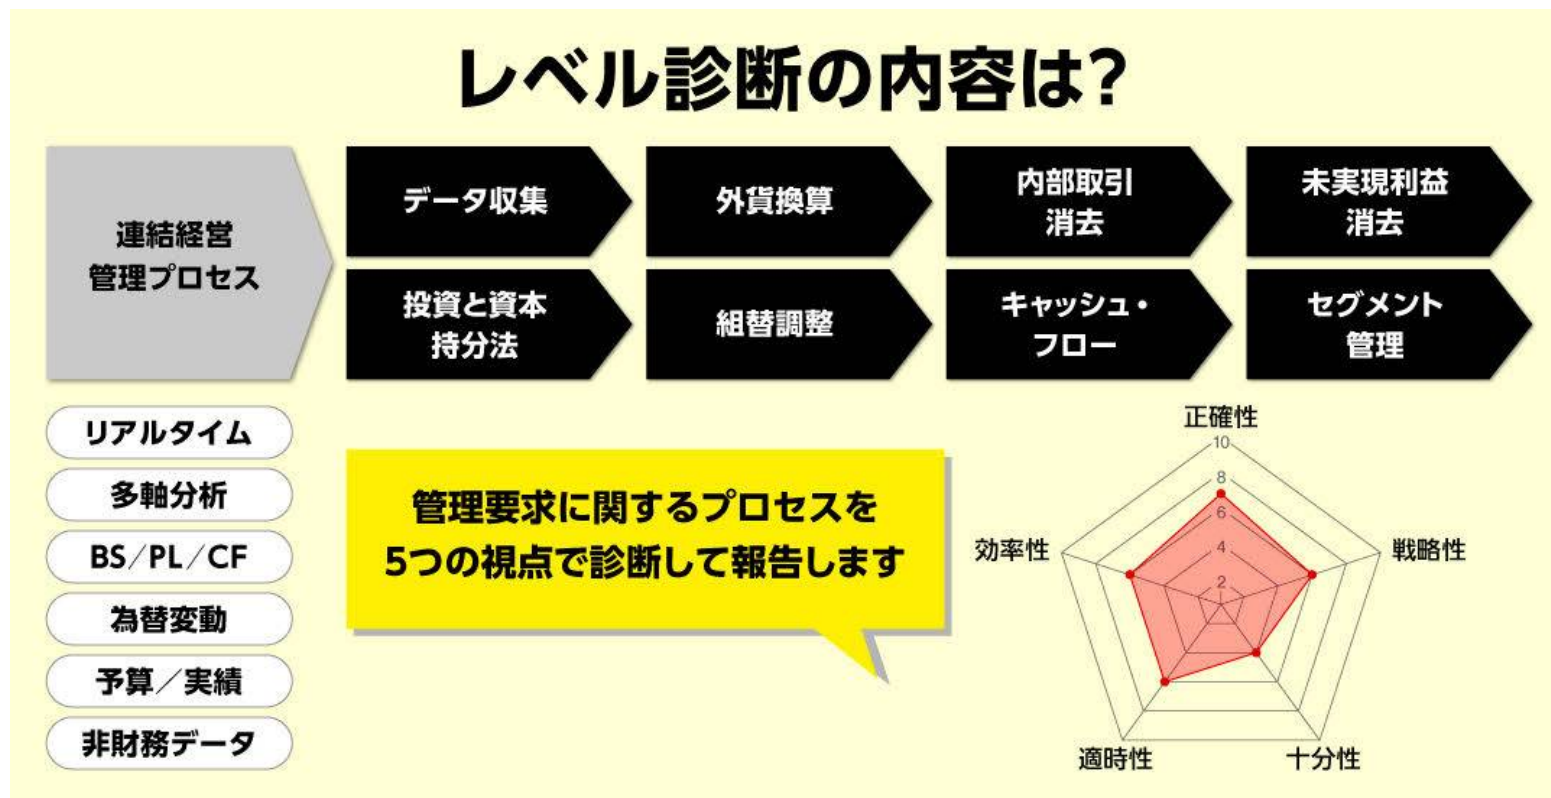 レベル診断の内容は?
連結経営
管理プロセス
データ収集
外貨換算
内部取引
消去
未実現利益
消去
投資と資本
持分法
組替調整
キャッシュ・
フロー
セグメント
管理
リアルタイム
多軸分析
BS/PL/CF
為替変動
予算/実績
非財務データ
管理要求に関するプロセスを
5つの視点で診断して報告します
正確性
10
8
6
4
2
効率性
戦略性
適時性
十分性